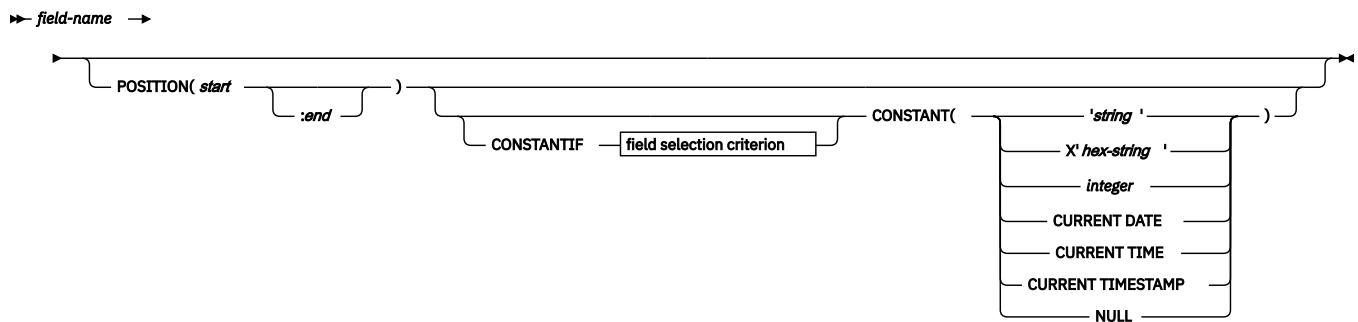 field-name
POSITION( start )
:end
CONSTANT( 'string ' )
CONSTANTIF field selection criterion
X' hex-string '
integer
CURRENT DATE
CURRENT TIME
CURRENT TIMESTAMP
NULL